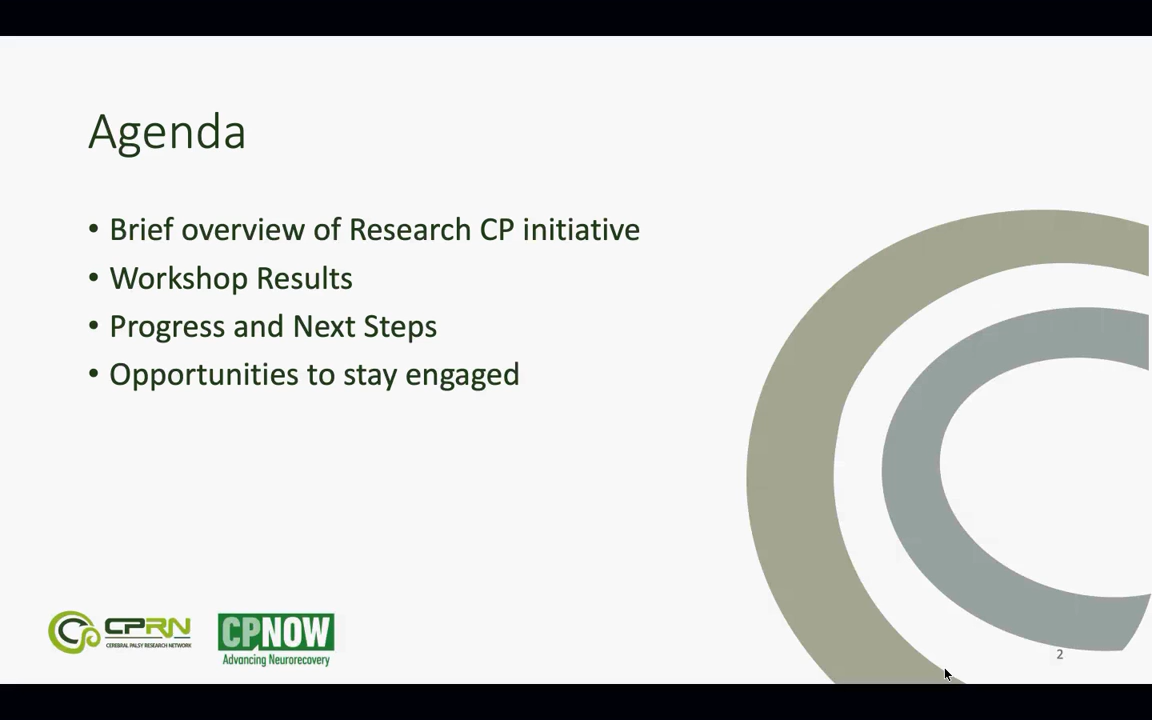 Agenda
• Brief overview of Research CP initiative
• Workshop Results
• Progress and Next Steps
• Opportunities to stay engaged
CPRN
CEREBRAL PALSY RESEARCH NETWORK
CPNOW
Advancing Neurorecovery
2